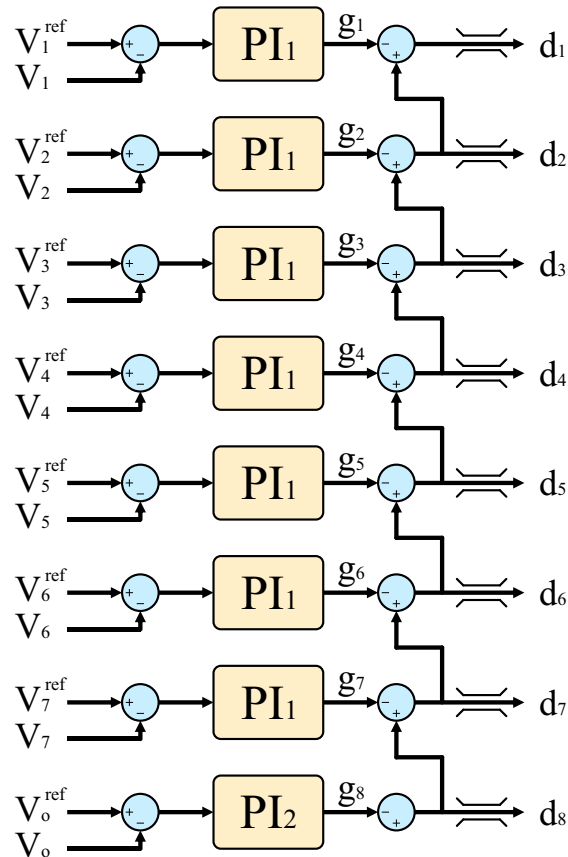 V₁ʳᵉᶠ + − PI₁ g₁ − + d₁
V₁
V₂ʳᵉᶠ + − PI₁ g₂ − + d₂
V₂
V₃ʳᵉᶠ + − PI₁ g₃ − + d₃
V₃
V₄ʳᵉᶠ + − PI₁ g₄ − + d₄
V₄
V₅ʳᵉᶠ + − PI₁ g₅ − + d₅
V₅
V₆ʳᵉᶠ + − PI₁ g₆ − + d₆
V₆
V₇ʳᵉᶠ + − PI₁ g₇ − + d₇
V₇
Vₒʳᵉᶠ + − PI₂ g₈ − d₈
Vₒ